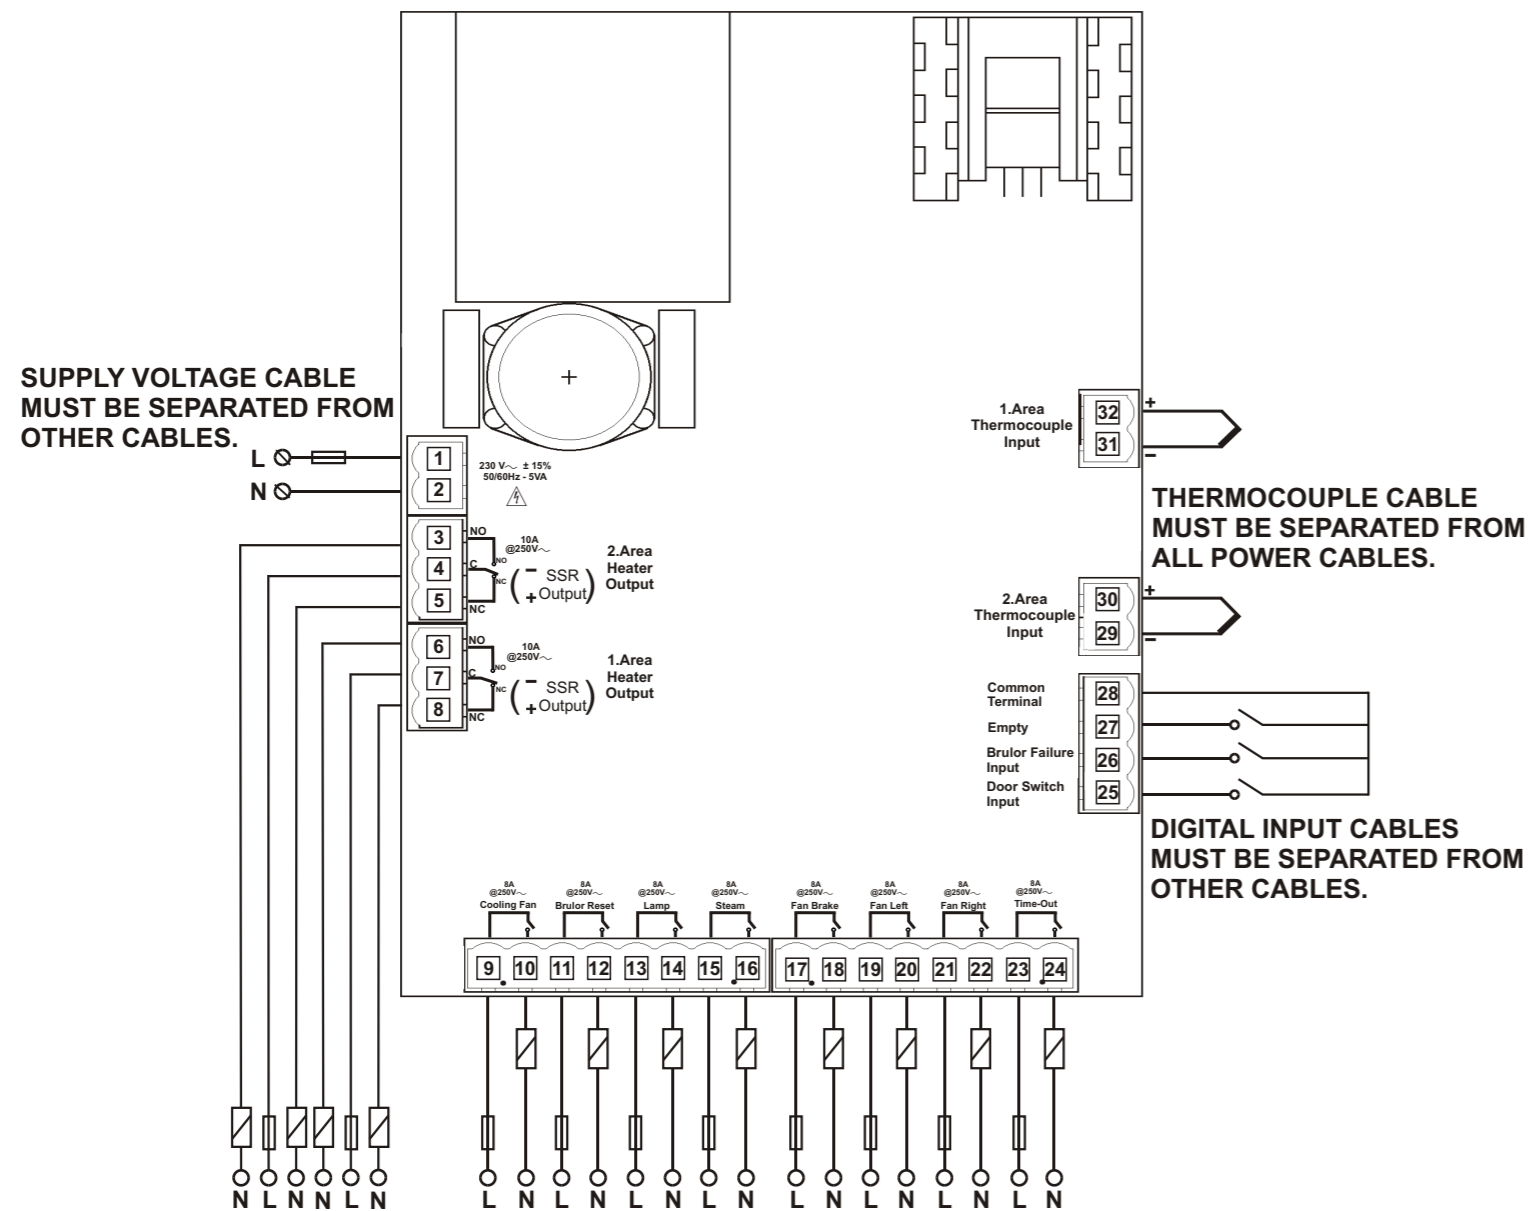 SUPPLY VOLTAGE CABLE
MUST BE SEPARATED FROM
OTHER CABLES.
L
N
1
2
230 V～ ± 15%
50/60Hz - 5VA
3
4
5
NO
C
NC
10A
@250V～
NO
NC
( − SSR
+ Output )
2.Area
Heater
Output
6
7
8
NO
C
NC
10A
@250V～
NO
NC
( − SSR
+ Output )
1.Area
Heater
Output
1.Area
Thermocouple
Input
32
31
+
−
THERMOCOUPLE CABLE
MUST BE SEPARATED FROM
ALL POWER CABLES.
2.Area
Thermocouple
Input
30
29
+
−
Common
Terminal
28
Empty
27
Brulor Failure
Input
26
Door Switch
Input
25
DIGITAL INPUT CABLES
MUST BE SEPARATED FROM
OTHER CABLES.
8A
@250V～
Cooling Fan
8A
@250V～
Brulor Reset
8A
@250V～
Lamp
8A
@250V～
Steam
8A
@250V～
Fan Brake
8A
@250V～
Fan Left
8A
@250V～
Fan Right
8A
@250V～
Time-Out
9 10 11 12 13 14 15 16 17 18 19 20 21 22 23 24
N L N N L N L N L N L N L N L N L N L N L N